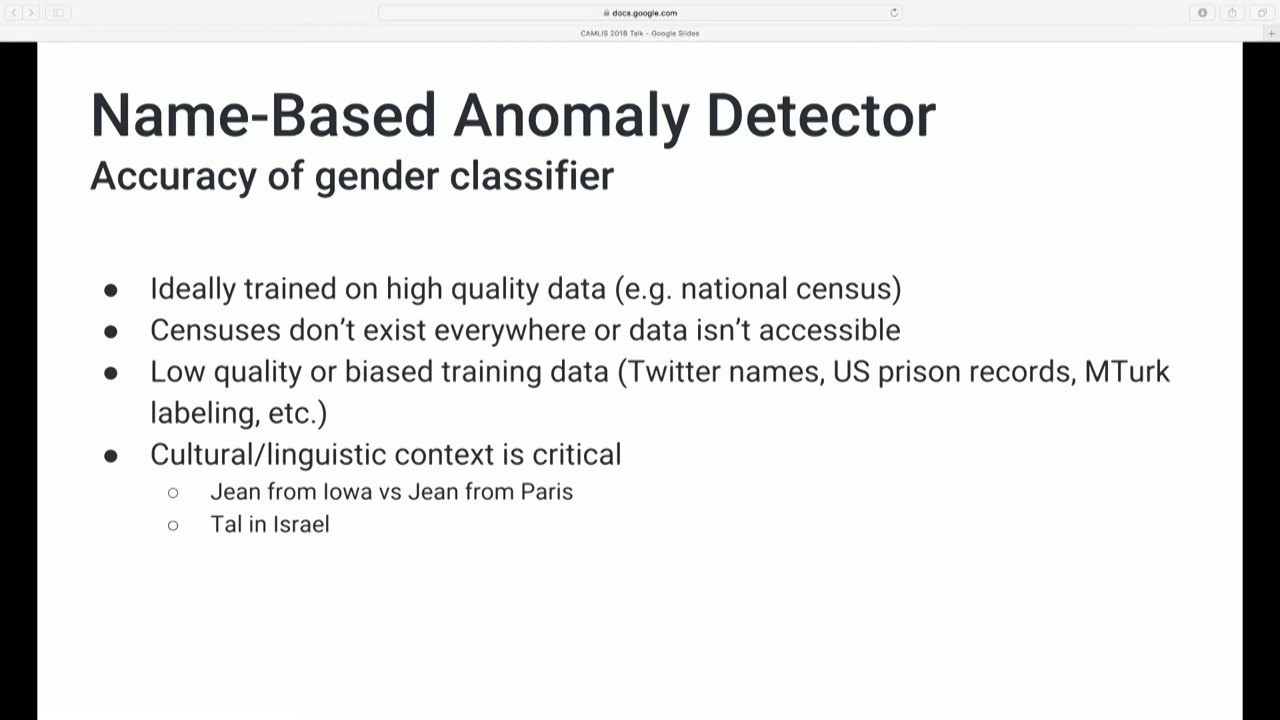 docs.google.com
CAMLIS 2018 Talk - Google Slides
Name-Based Anomaly Detector
Accuracy of gender classifier
● Ideally trained on high quality data (e.g. national census)
● Censuses don’t exist everywhere or data isn’t accessible
● Low quality or biased training data (Twitter names, US prison records, MTurk
labeling, etc.)
● Cultural/linguistic context is critical
○ Jean from Iowa vs Jean from Paris
○ Tal in Israel